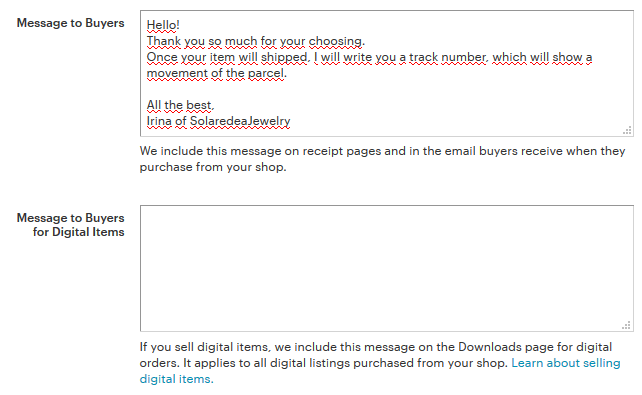 Message to Buyers
Hello!
Thank you so much for your choosing.
Once your item will shipped, I will write you a track number, which will show a
movement of the parcel.
All the best,
Irina of SolaredeaJewelry
We include this message on receipt pages and in the email buyers receive when they
purchase from your shop.
Message to Buyers
for Digital Items
If you sell digital items, we include this message on the Downloads page for digital
orders. It applies to all digital listings purchased from your shop. Learn about selling
digital items.